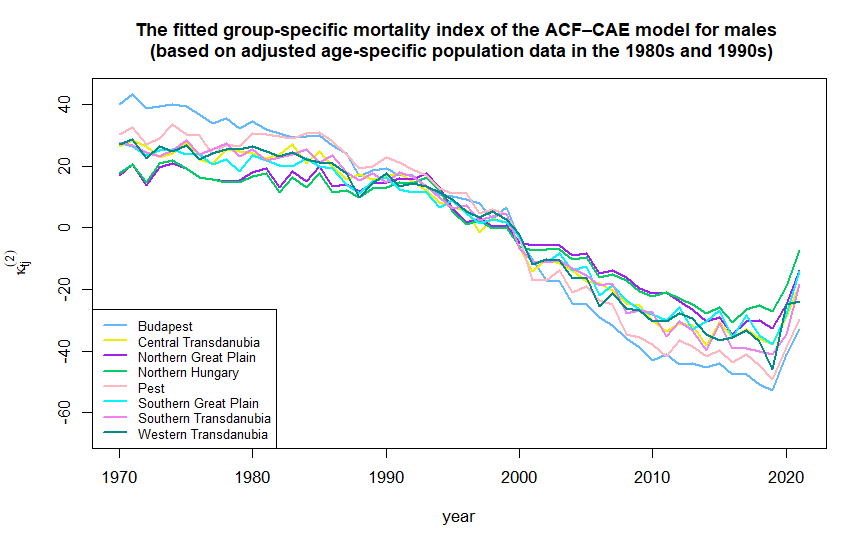 The fitted group-specific mortality index of the ACF–CAE model for males
(based on adjusted age-specific population data in the 1980s and 1990s)
40
20
0
-20
-40
-60
κ_tj^(2)
Budapest
Central Transdanubia
Northern Great Plain
Northern Hungary
Pest
Southern Great Plain
Southern Transdanubia
Western Transdanubia
1970 1980 1990 2000 2010 2020
year